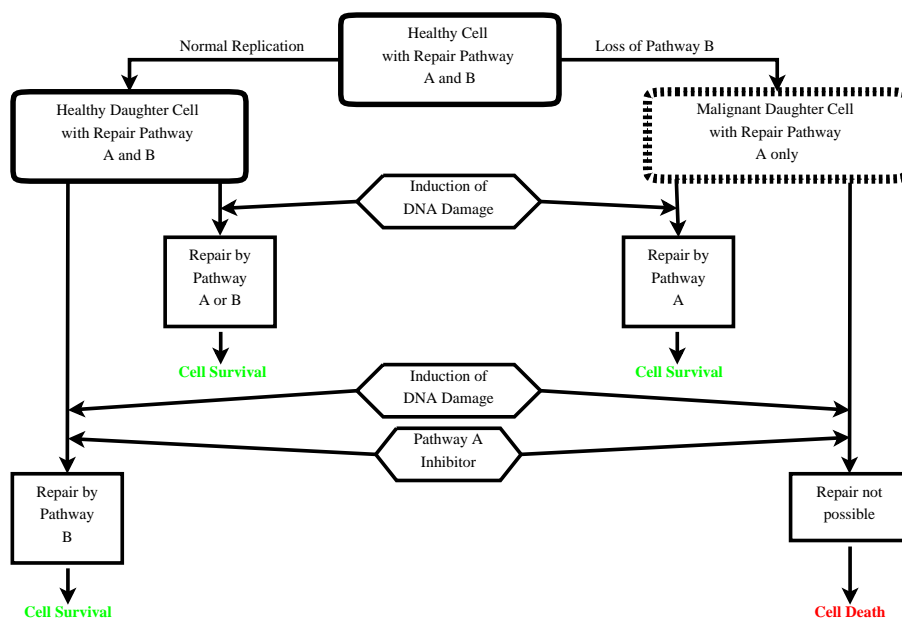 Healthy Cell
with Repair Pathway
A and B
Normal Replication
Loss of Pathway B
Healthy Daughter Cell
with Repair Pathway
A and B
Malignant Daughter Cell
with Repair Pathway
A only
Induction of
DNA Damage
Repair by
Pathway
A or B
Repair by
Pathway
A
Cell Survival
Cell Survival
Induction of
DNA Damage
Pathway A
Inhibitor
Repair by
Pathway
B
Repair not
possible
Cell Survival
Cell Death